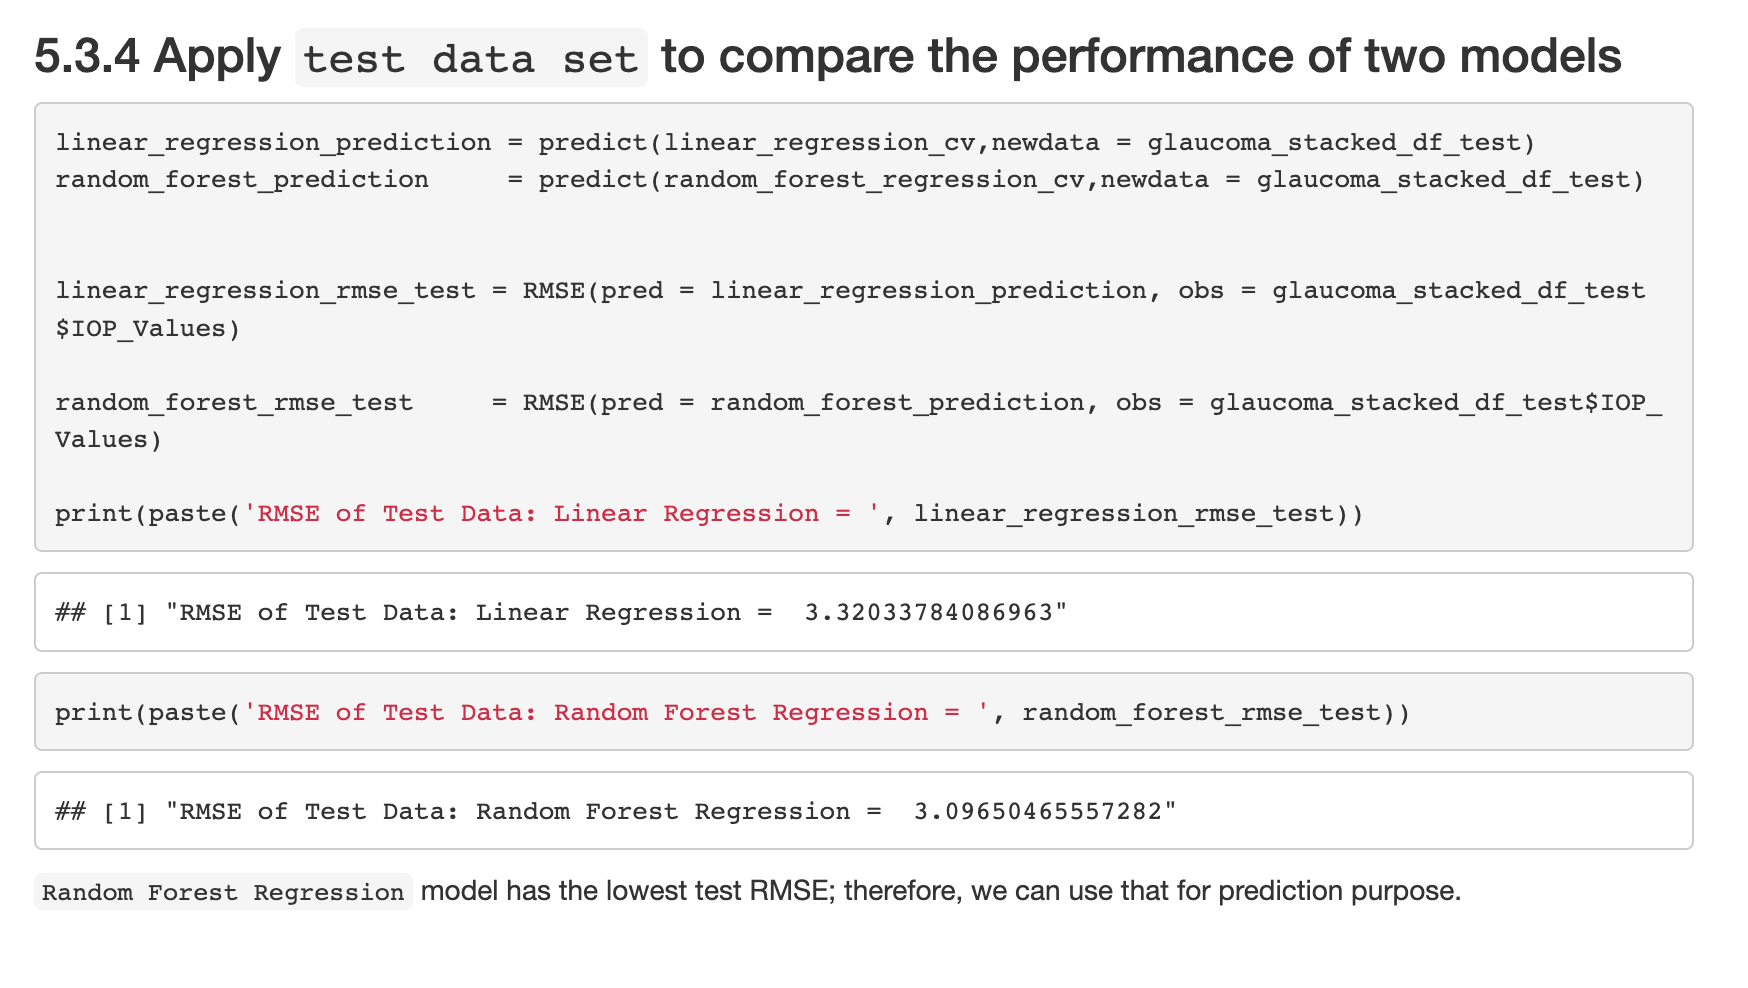 5.3.4 Apply test data set to compare the performance of two models
linear_regression_prediction = predict(linear_regression_cv,newdata = glaucoma_stacked_df_test)
random_forest_prediction     = predict(random_forest_regression_cv,newdata = glaucoma_stacked_df_test)
linear_regression_rmse_test = RMSE(pred = linear_regression_prediction, obs = glaucoma_stacked_df_test
$IOP_Values)
random_forest_rmse_test     = RMSE(pred = random_forest_prediction, obs = glaucoma_stacked_df_test$IOP_
Values)
print(paste('RMSE of Test Data: Linear Regression = ', linear_regression_rmse_test))
## [1] "RMSE of Test Data: Linear Regression =  3.32033784086963"
print(paste('RMSE of Test Data: Random Forest Regression = ', random_forest_rmse_test))
## [1] "RMSE of Test Data: Random Forest Regression =  3.09650465557282"
Random Forest Regression model has the lowest test RMSE; therefore, we can use that for prediction purpose.